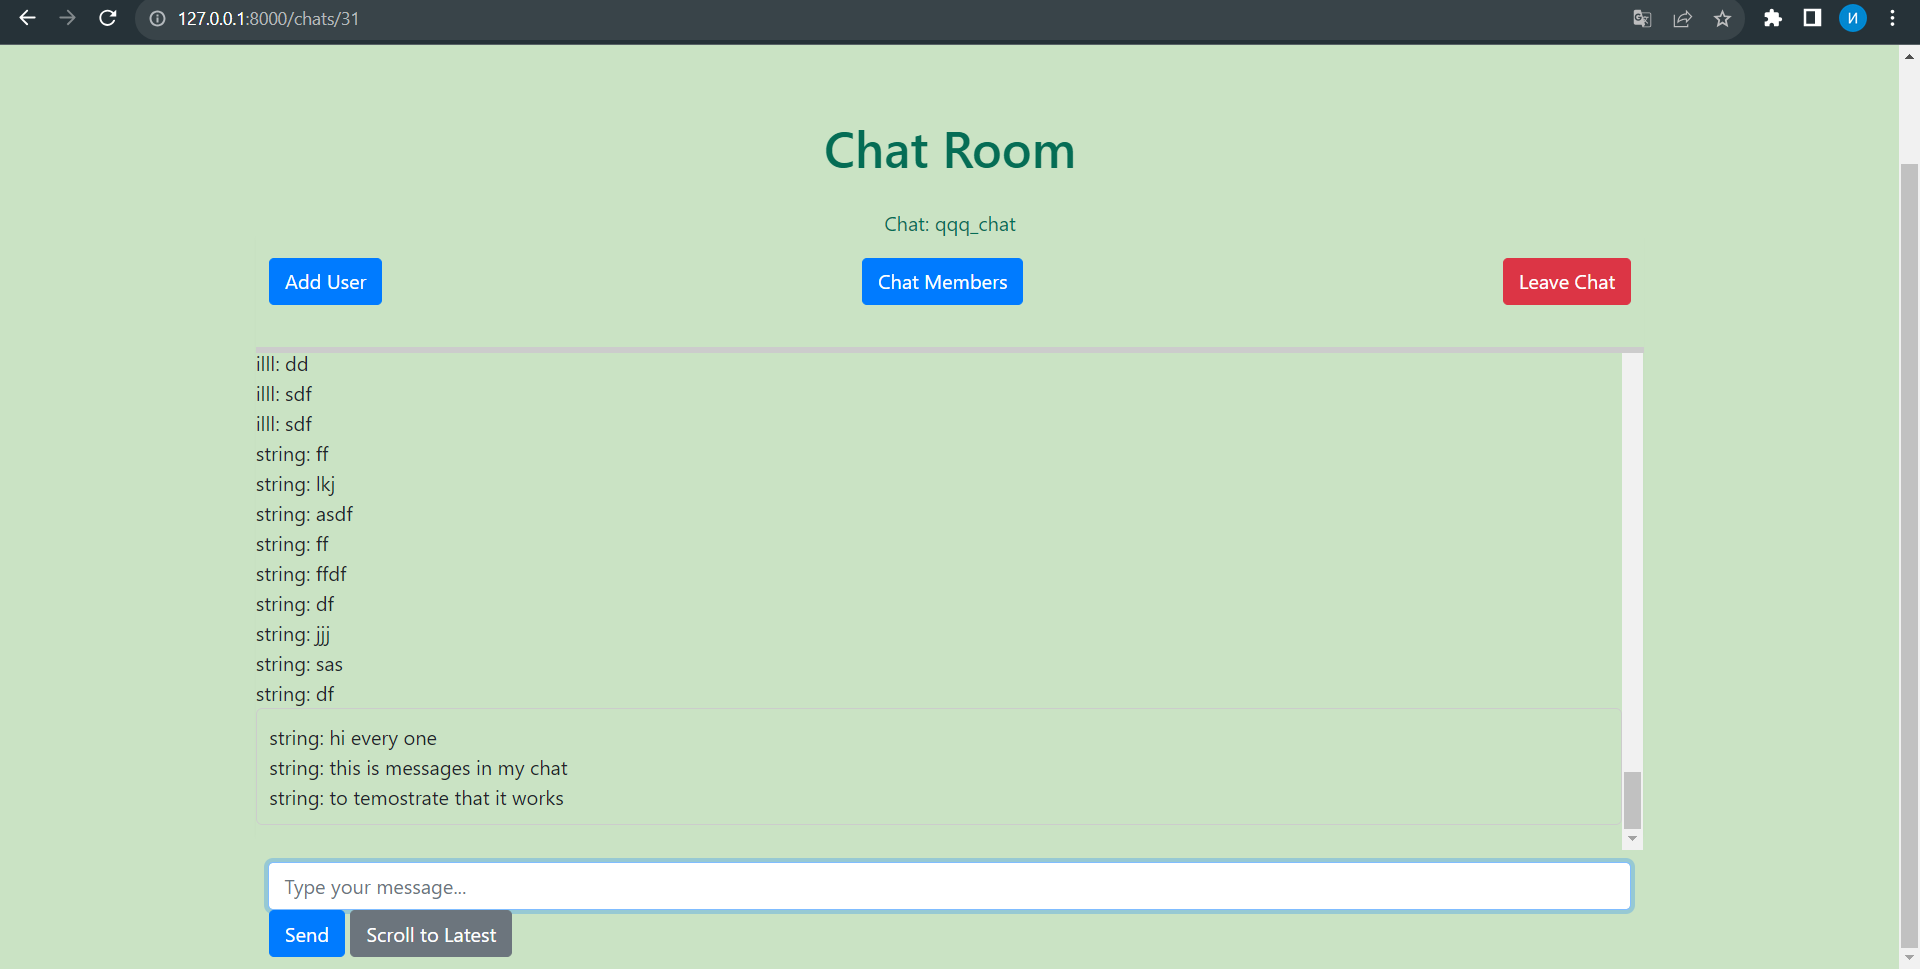 127.0.0.1:8000/chats/31
И
Chat Room
Chat: qqq_chat
Add User
Chat Members
Leave Chat
illl: dd
illl: sdf
illl: sdf
string: ff
string: lkj
string: asdf
string: ff
string: ffdf
string: df
string: jjj
string: sas
string: df
string: hi every one
string: this is messages in my chat
string: to temostrate that it works
Type your message...
Send
Scroll to Latest